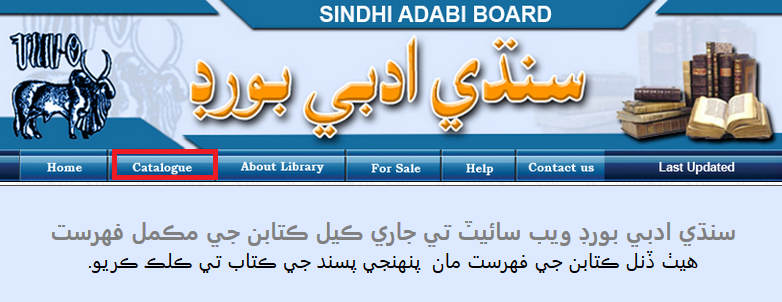 SINDHI ADABI BOARD
سنڌي ادبي بورڊ
Home Catalogue About Library For Sale Help Contact us Last Updated
سنڌي ادبي بورڊ ويب سائيٽ تي جاري ڪيل ڪتابن جي مڪمل فهرست
هيٺ ڏنل ڪتابن جي فهرست مان پنهنجي پسند جي ڪتاب تي ڪلڪ ڪريو.